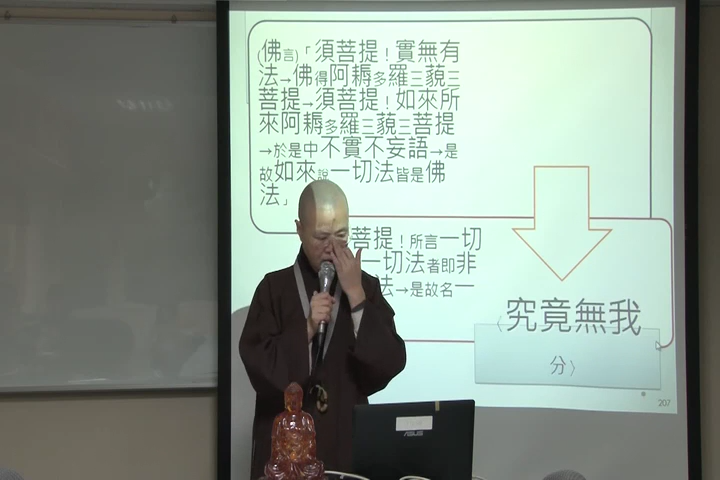 (佛言)「須菩提！實無有
法→佛得阿耨多羅三藐三
菩提→須菩提！如來所
來阿耨多羅三藐三菩提
→於是中不實不妄語→是
故如來說一切法皆是佛
法」
菩提！所言一切
一切法者即非
法→是故名一
〈究竟無我
分〉
207
ASUS